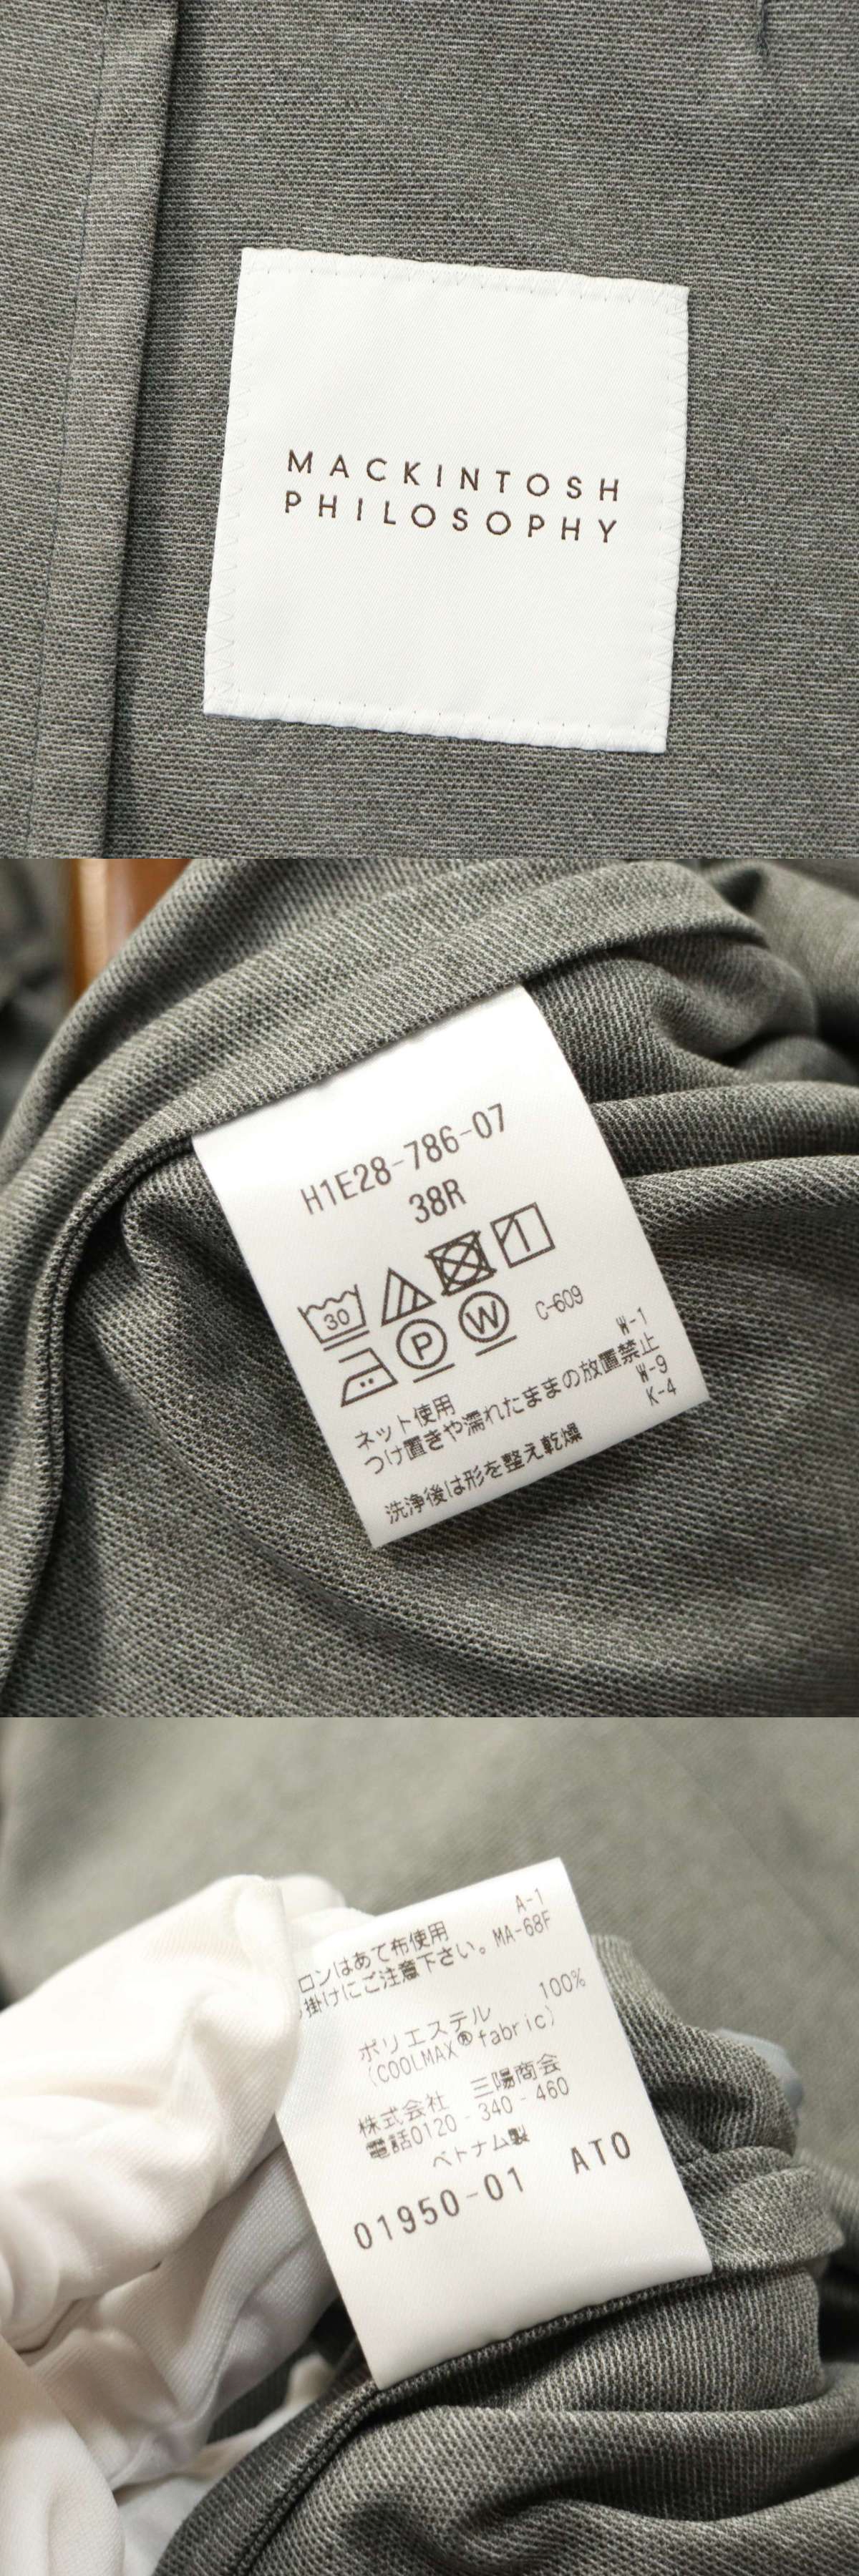 MACKINTOSH
PHILOSOPHY
H1E28-786-07
38R
30
P
W
C-609
W-1
ネット使用
つけ置きや濡れたままの放置禁止
W-9
K-4
洗浄後は形を整え乾燥
A-1
ロンはあて布使用
掛けにご注意下さい。MA-68F
ポリエステル 100%
(COOLMAX®fabric)
株式会社 三陽商会
電話0120-340-460
ベトナム製
01950-01 ATO